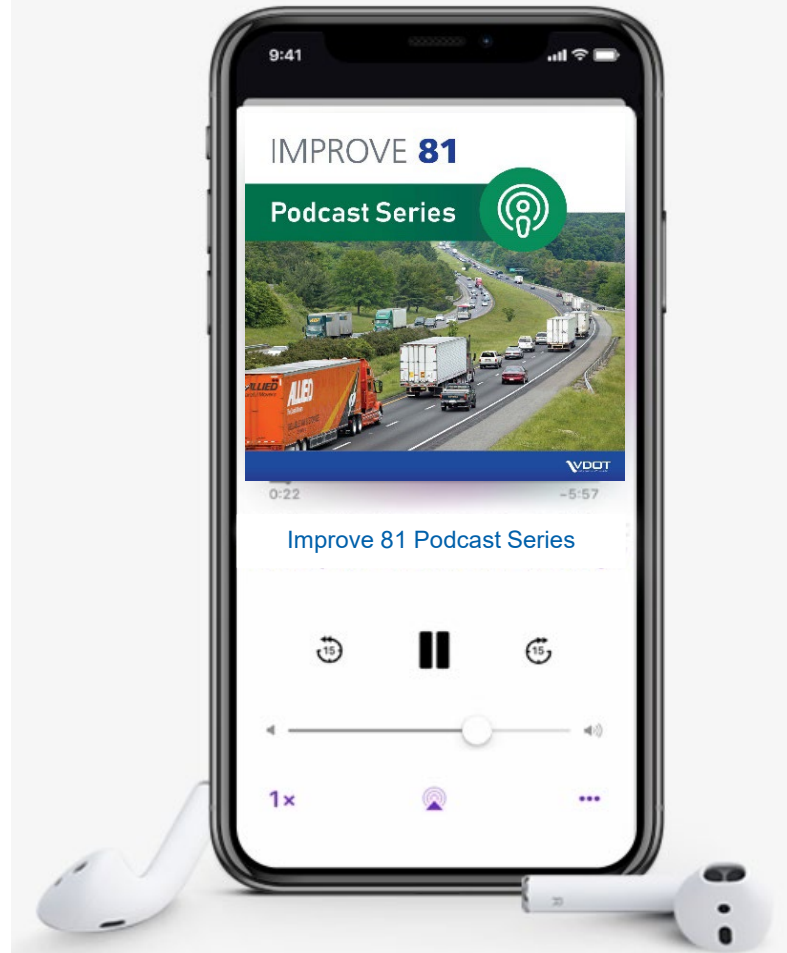 9:41
IMPROVE 81
Podcast Series
ALLIED
ALLIED
VDOT
0:22
-5:57
Improve 81 Podcast Series
15
15
1×
R